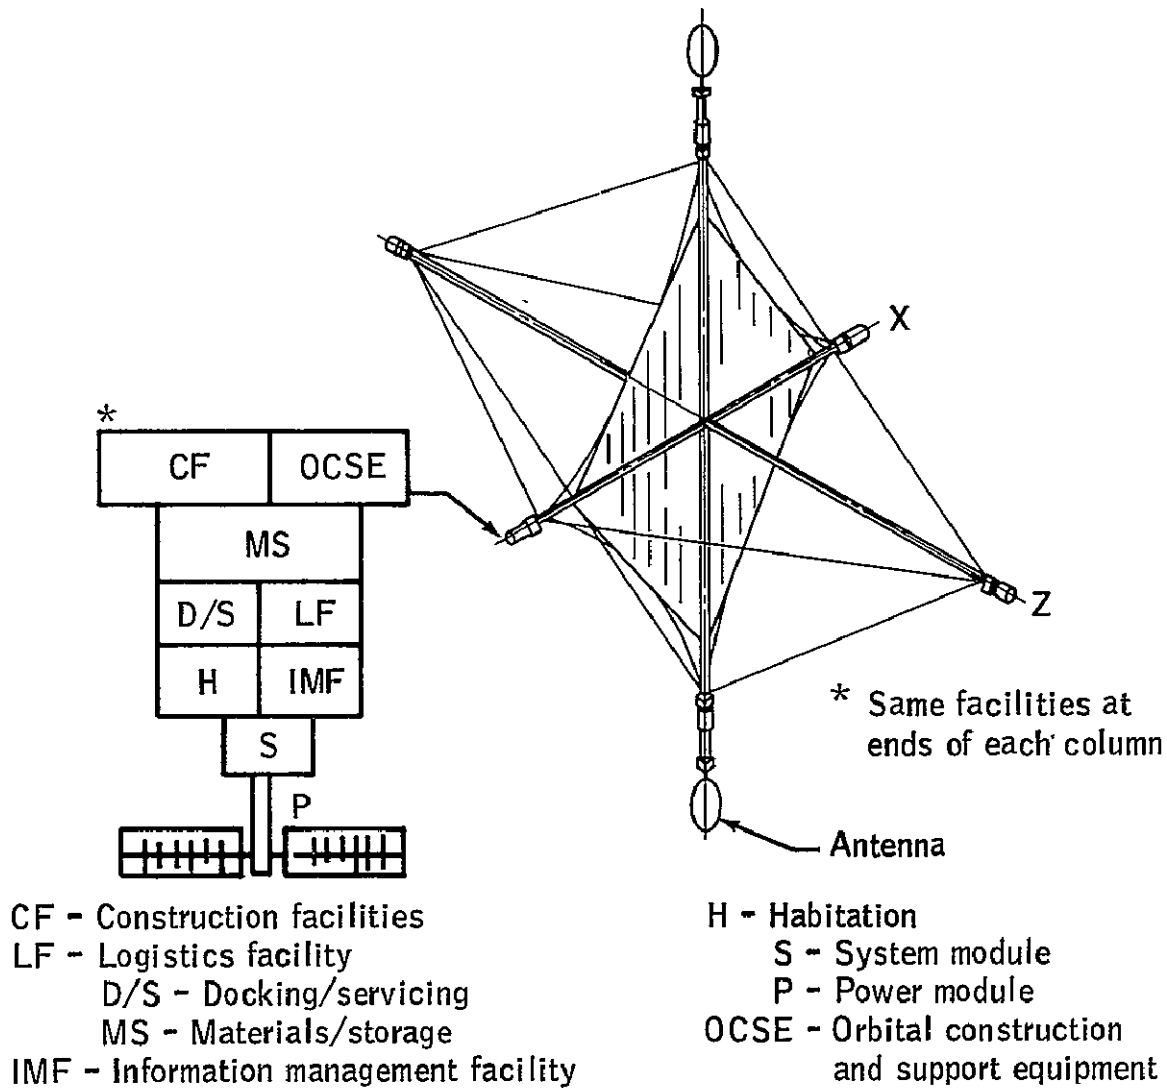 X
*
CF OCSE
MS
D/S LF
Z
H IMF
* Same facilities at
ends of each column
S
P
Antenna
CF - Construction facilities
LF - Logistics facility
D/S - Docking/servicing
MS - Materials/storage
IMF - Information management facility
H - Habitation
S - System module
P - Power module
OCSE - Orbital construction
and support equipment